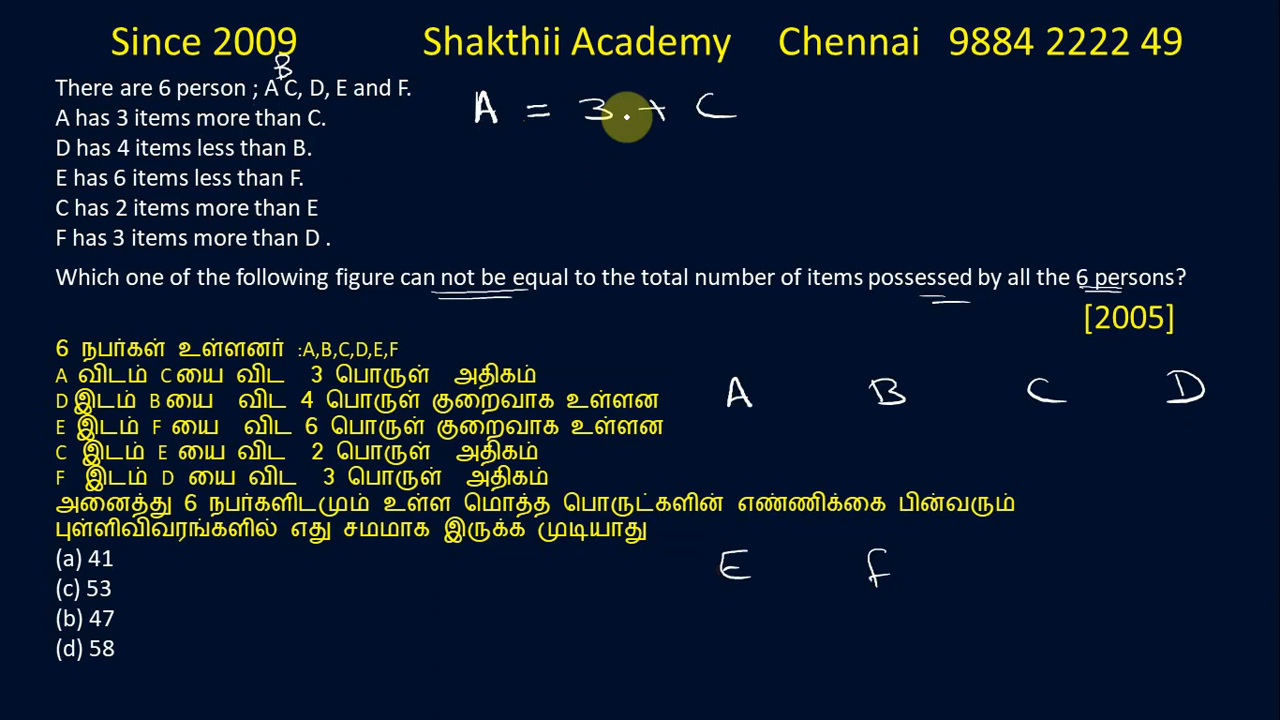 Since 2009 Shakthii Academy Chennai 9884 2222 49
B
There are 6 person ; A C, D, E and F.
A = 3 + C
A has 3 items more than C.
D has 4 items less than B.
E has 6 items less than F.
C has 2 items more than E
F has 3 items more than D .
Which one of the following figure can not be equal to the total number of items possessed by all the 6 persons?
[2005]
6 நபர்கள் உள்ளனர் :A,B,C,D,E,F
A விடம் C யை விட 3 பொருள் அதிகம்
D இடம் B யை விட 4 பொருள் குறைவாக உள்ளன
A B C D
E இடம் F யை விட 6 பொருள் குறைவாக உள்ளன
C இடம் E யை விட 2 பொருள் அதிகம்
F இடம் D யை விட 3 பொருள் அதிகம்
அனைத்து 6 நபர்களிடமும் உள்ள மொத்த பொருட்களின் எண்ணிக்கை பின்வரும்
புள்ளிவிவரங்களில் எது சமமாக இருக்க முடியாது
(a) 41
E F
(c) 53
(b) 47
(d) 58